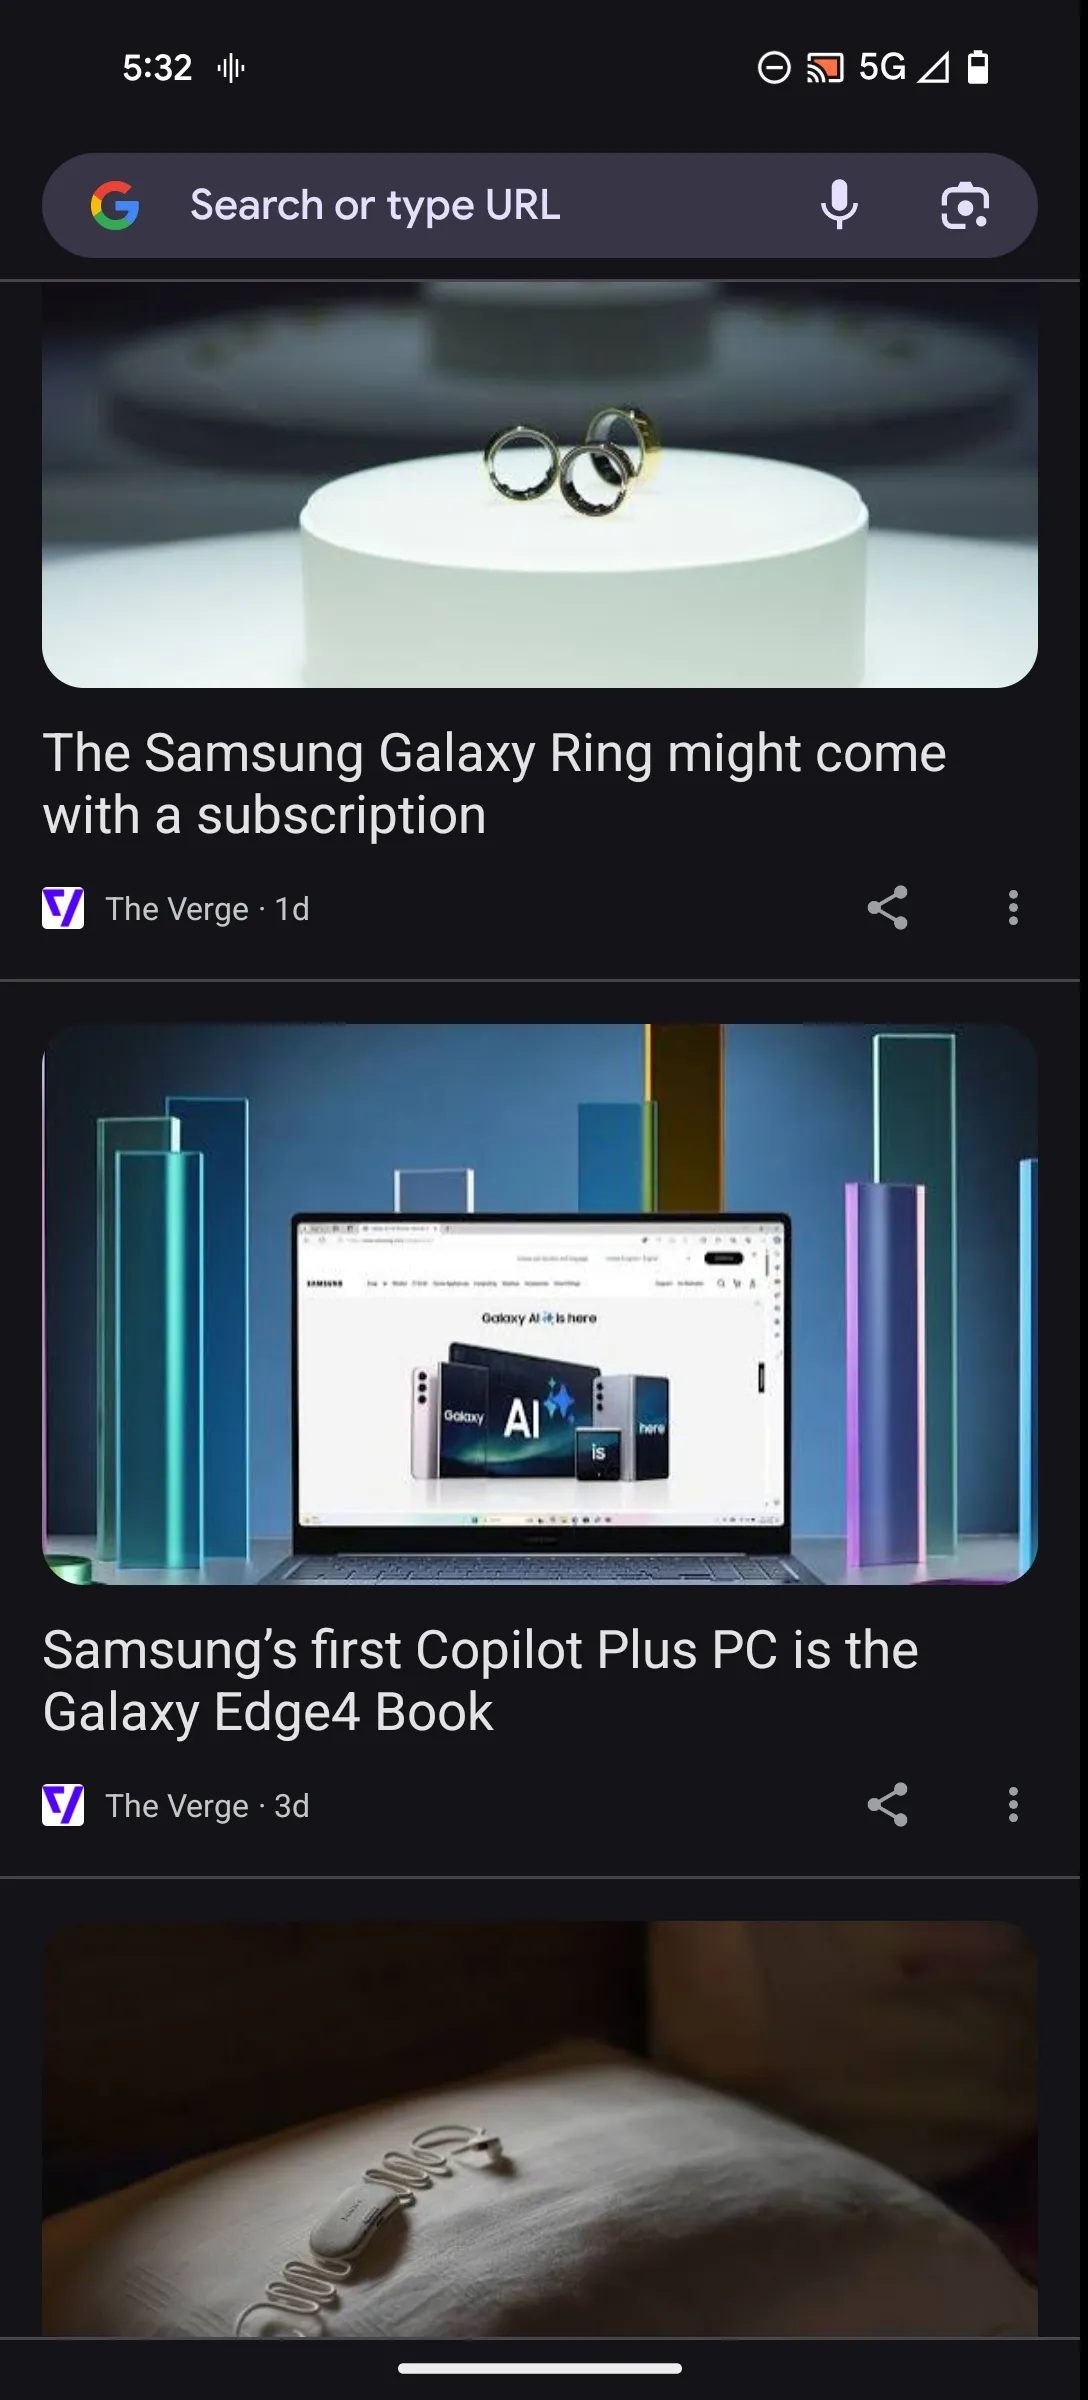 5:32
5G
Search or type URL
The Samsung Galaxy Ring might come
with a subscription
The Verge · 1d
SAMSUNG
Galaxy AI is here
Galaxy
AI
is
here
Samsung’s first Copilot Plus PC is the
Galaxy Edge4 Book
The Verge · 3d